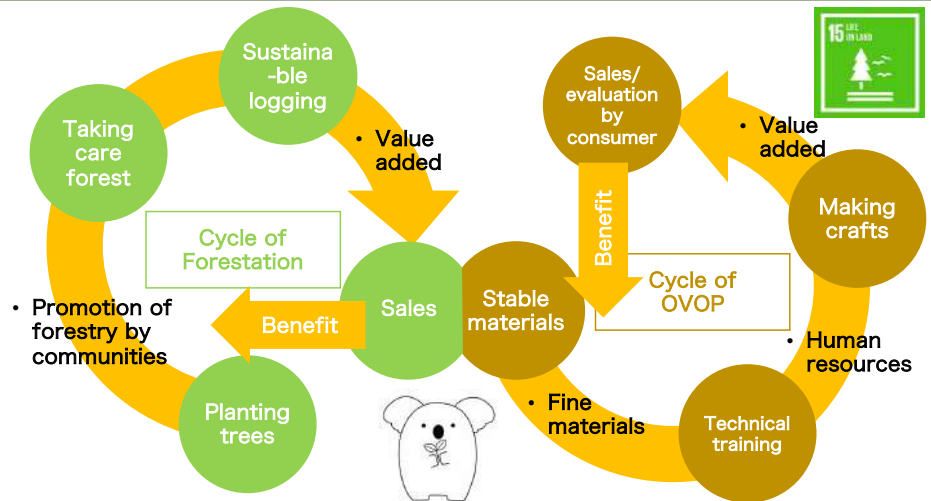 Sustaina
-ble
logging
Taking
care
forest
• Value
added
Cycle of
Forestation
Sales
Benefit
• Promotion of
forestry by
communities
Planting
trees
Sales/
evaluation
by
consumer
15 LIFE
ON LAND
• Value
added
Making
crafts
Benefit
Cycle of
OVOP
Stable
materials
• Human
resources
• Fine
materials
Technical
training